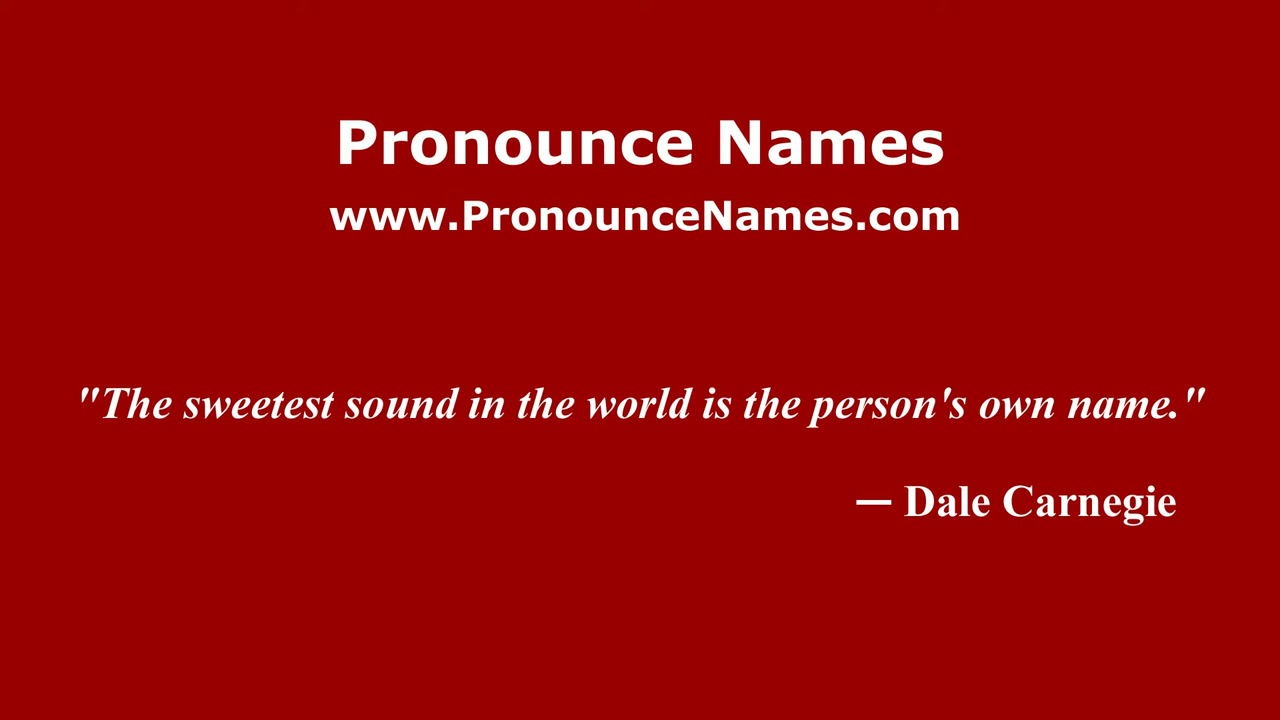 Pronounce Names
www.PronounceNames.com
"The sweetest sound in the world is the person's own name."
— Dale Carnegie